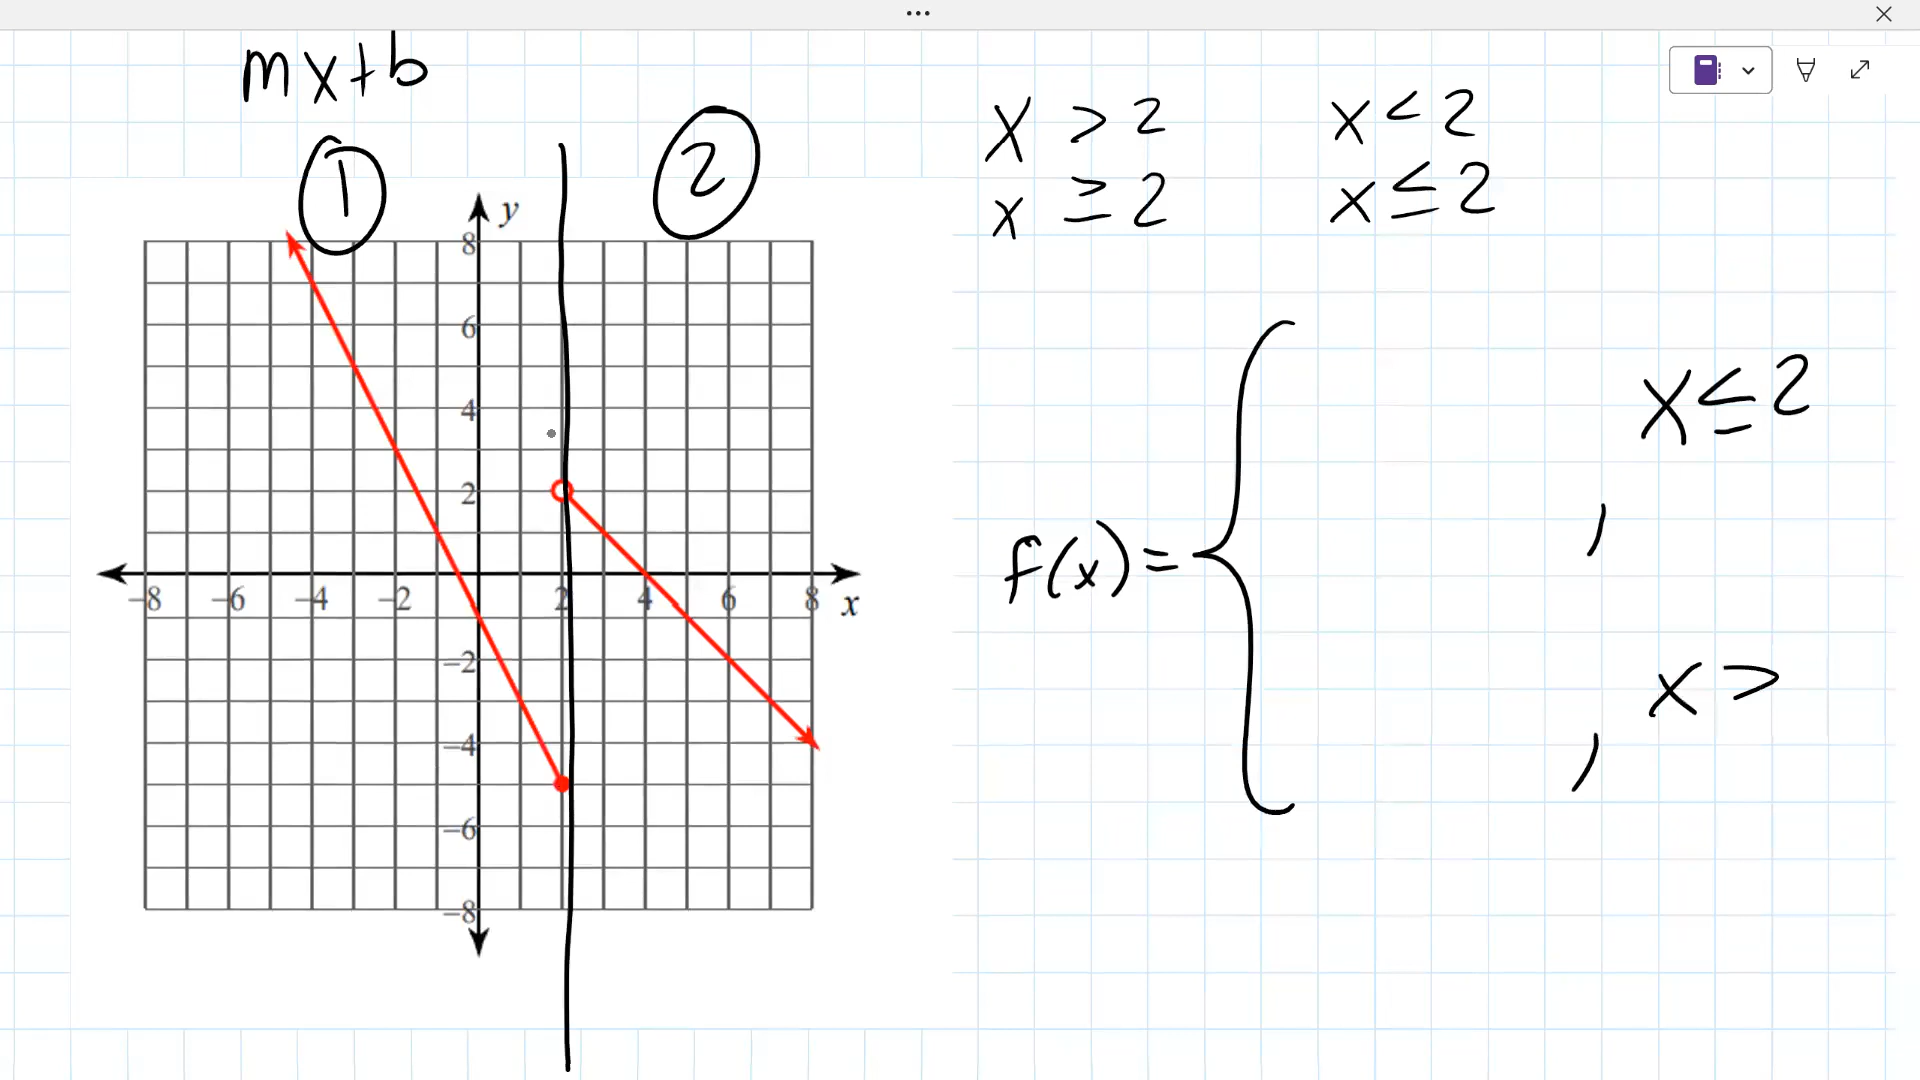 mx+b
① ②
x > 2 x < 2
x ≥ 2 x ≤ 2
y
8
6
4
2
-8 -6 -4 -2 2 4 6 8 x
-2
-4
-6
-8
f(x) = {
x ≤ 2
,
x >
,